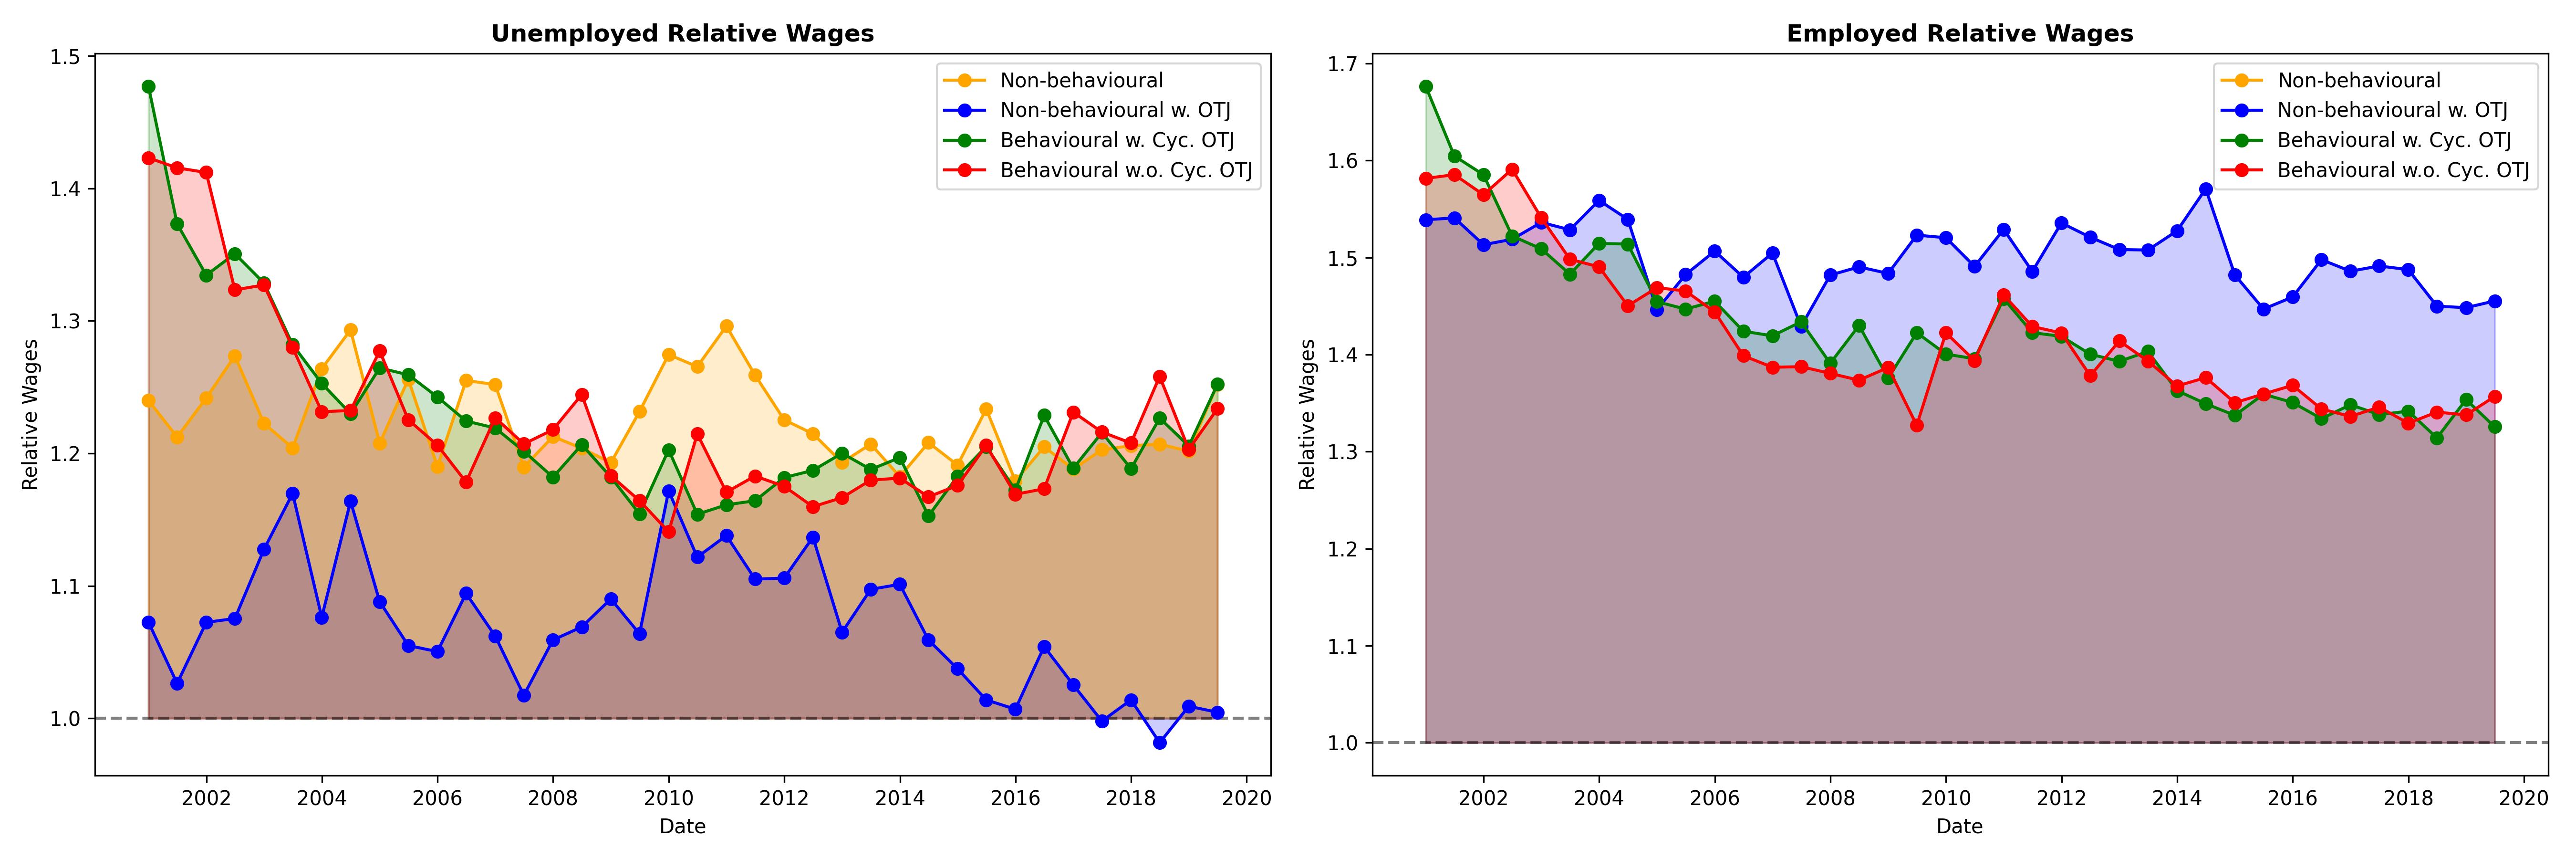 Unemployed Relative Wages
Relative Wages
1.5
1.4
1.3
1.2
1.1
1.0
Non-behavioural
Non-behavioural w. OTJ
Behavioural w. Cyc. OTJ
Behavioural w.o. Cyc. OTJ
2002 2004 2006 2008 2010 2012 2014 2016 2018 2020
Date
Employed Relative Wages
Relative Wages
1.7
1.6
1.5
1.4
1.3
1.2
1.1
1.0
Non-behavioural
Non-behavioural w. OTJ
Behavioural w. Cyc. OTJ
Behavioural w.o. Cyc. OTJ
2002 2004 2006 2008 2010 2012 2014 2016 2018 2020
Date